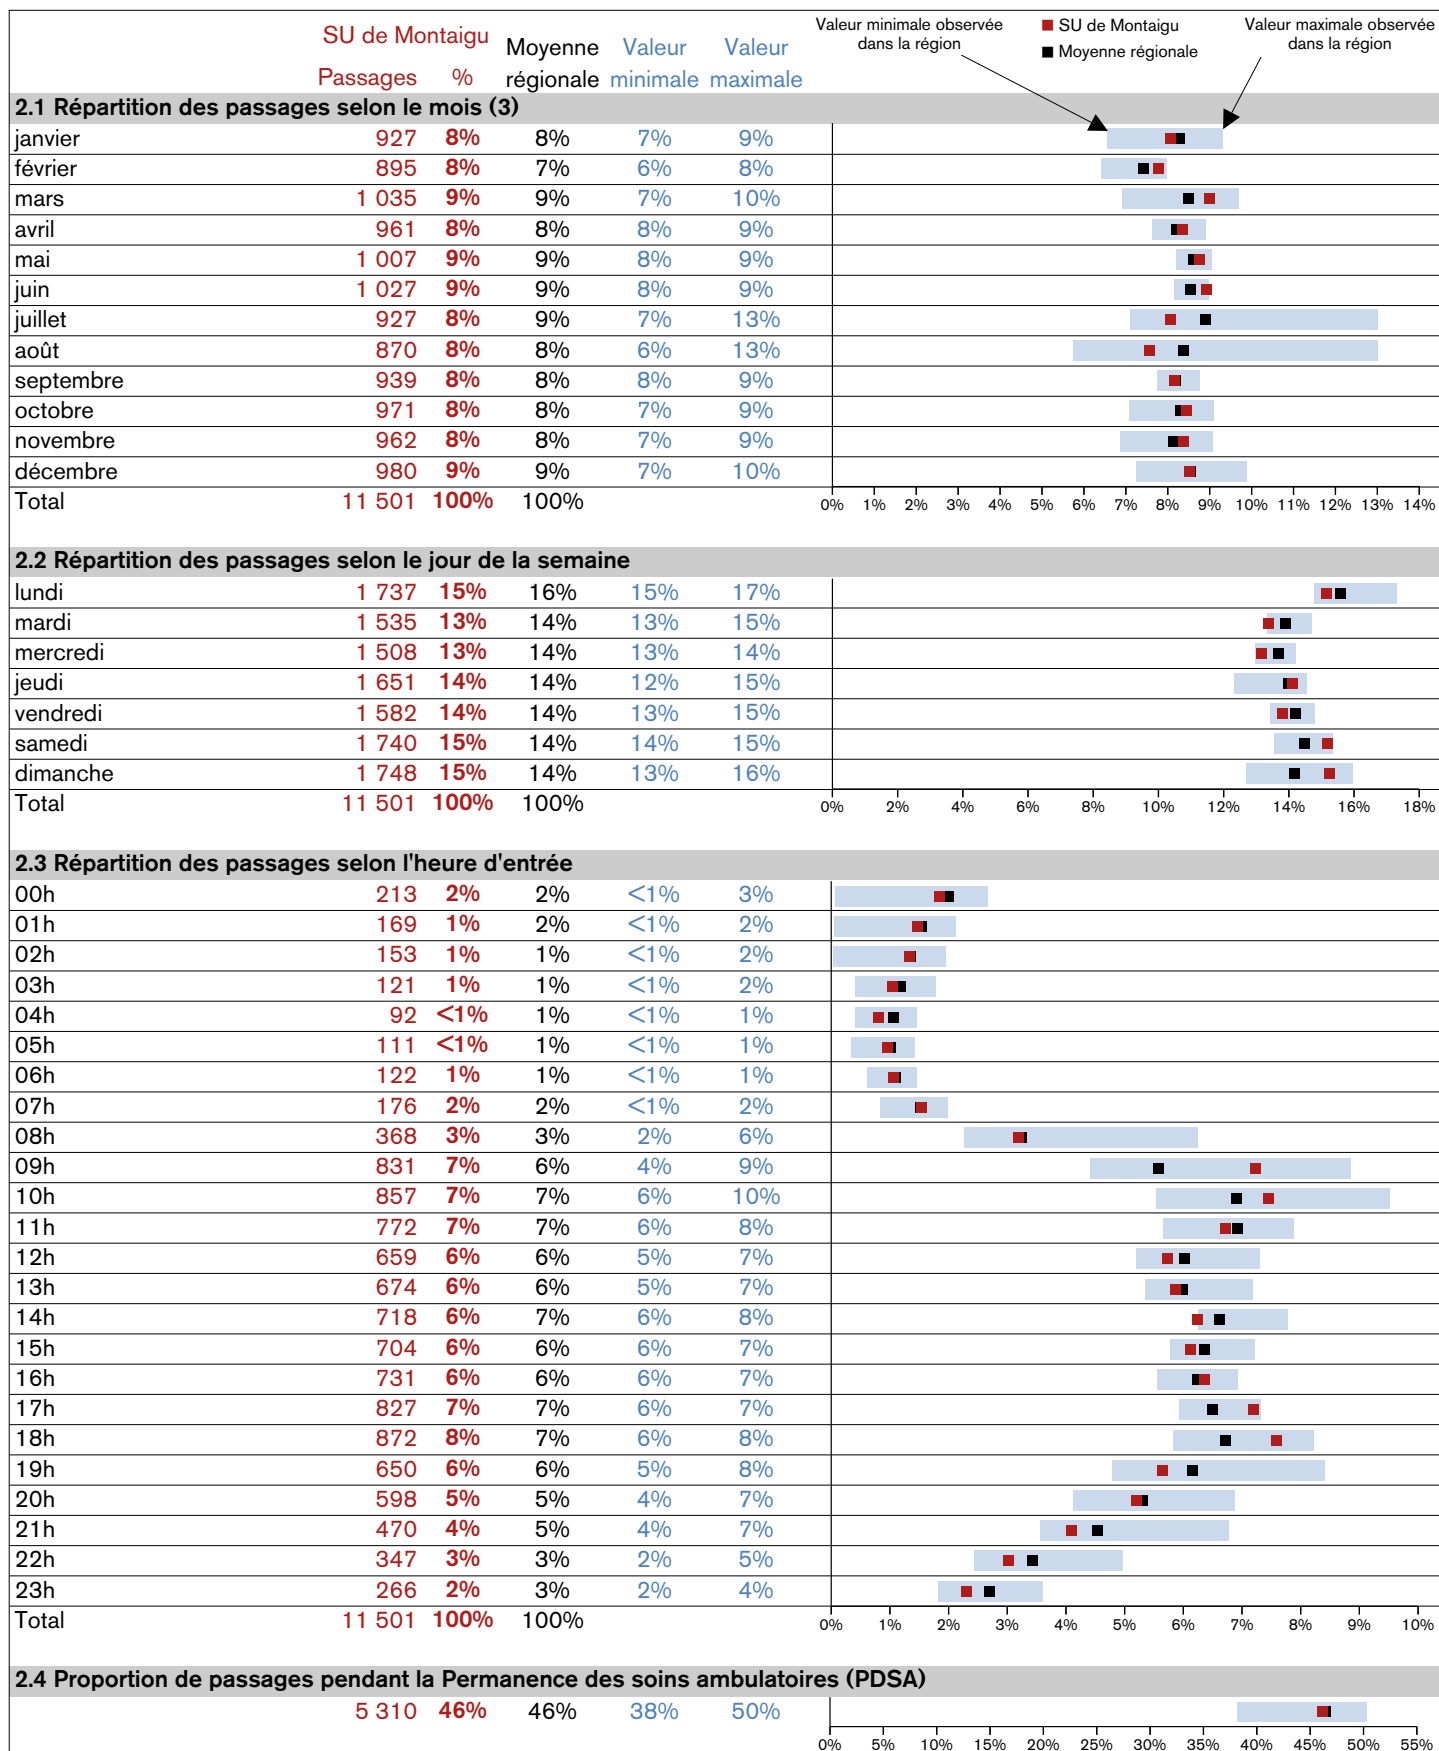 SU de Montaigu Moyenne régionale Valeur minimale Valeur maximale
Passages %
Valeur minimale observée dans la région
SU de Montaigu
Moyenne régionale
Valeur maximale observée dans la région
2.1 Répartition des passages selon le mois (3)
janvier 927 8% 8% 7% 9%
février 895 8% 7% 6% 8%
mars 1 035 9% 9% 7% 10%
avril 961 8% 8% 8% 9%
mai 1 007 9% 9% 8% 9%
juin 1 027 9% 9% 8% 9%
juillet 927 8% 9% 7% 13%
août 870 8% 8% 6% 13%
septembre 939 8% 8% 8% 9%
octobre 971 8% 8% 7% 9%
novembre 962 8% 8% 7% 9%
décembre 980 9% 9% 7% 10%
Total 11 501 100% 100%
0% 1% 2% 3% 4% 5% 6% 7% 8% 9% 10% 11% 12% 13% 14%
2.2 Répartition des passages selon le jour de la semaine
lundi 1 737 15% 16% 15% 17%
mardi 1 535 13% 14% 13% 15%
mercredi 1 508 13% 14% 13% 14%
jeudi 1 651 14% 14% 12% 15%
vendredi 1 582 14% 14% 13% 15%
samedi 1 740 15% 14% 14% 15%
dimanche 1 748 15% 14% 13% 16%
Total 11 501 100% 100%
0% 2% 4% 6% 8% 10% 12% 14% 16% 18%
2.3 Répartition des passages selon l'heure d'entrée
00h 213 2% 2% <1% 3%
01h 169 1% 2% <1% 2%
02h 153 1% 1% <1% 2%
03h 121 1% 1% <1% 2%
04h 92 <1% 1% <1% 1%
05h 111 <1% 1% <1% 1%
06h 122 1% 1% <1% 1%
07h 176 2% 2% <1% 2%
08h 368 3% 3% 2% 6%
09h 831 7% 6% 4% 9%
10h 857 7% 7% 6% 10%
11h 772 7% 7% 6% 8%
12h 659 6% 6% 5% 7%
13h 674 6% 6% 5% 7%
14h 718 6% 7% 6% 8%
15h 704 6% 6% 6% 7%
16h 731 6% 6% 6% 7%
17h 827 7% 7% 6% 7%
18h 872 8% 7% 6% 8%
19h 650 6% 6% 5% 8%
20h 598 5% 5% 4% 7%
21h 470 4% 5% 4% 7%
22h 347 3% 3% 2% 5%
23h 266 2% 3% 2% 4%
Total 11 501 100% 100%
0% 1% 2% 3% 4% 5% 6% 7% 8% 9% 10%
2.4 Proportion de passages pendant la Permanence des soins ambulatoires (PDSA)
5 310 46% 46% 38% 50%
0% 5% 10% 15% 20% 25% 30% 35% 40% 45% 50% 55%